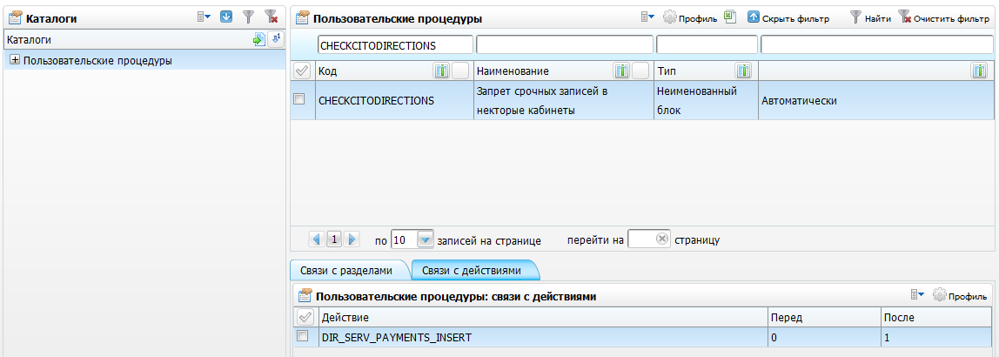 Каталоги
Каталоги
Пользовательские процедуры
Пользовательские процедуры
Профиль
Скрыть фильтр
Найти
Очистить фильтр
CHECKCITODIRECTIONS
Код
Наименование
Тип
CHECKCITODIRECTIONS
Запрет срочных записей в
некторые кабинеты
Неименованный
блок
Автоматически
1
по 10 записей на странице
перейти на страницу
Связи с разделами
Связи с действиями
Пользовательские процедуры: связи с действиями
Профиль
Действие
Перед
После
DIR_SERV_PAYMENTS_INSERT
0
1